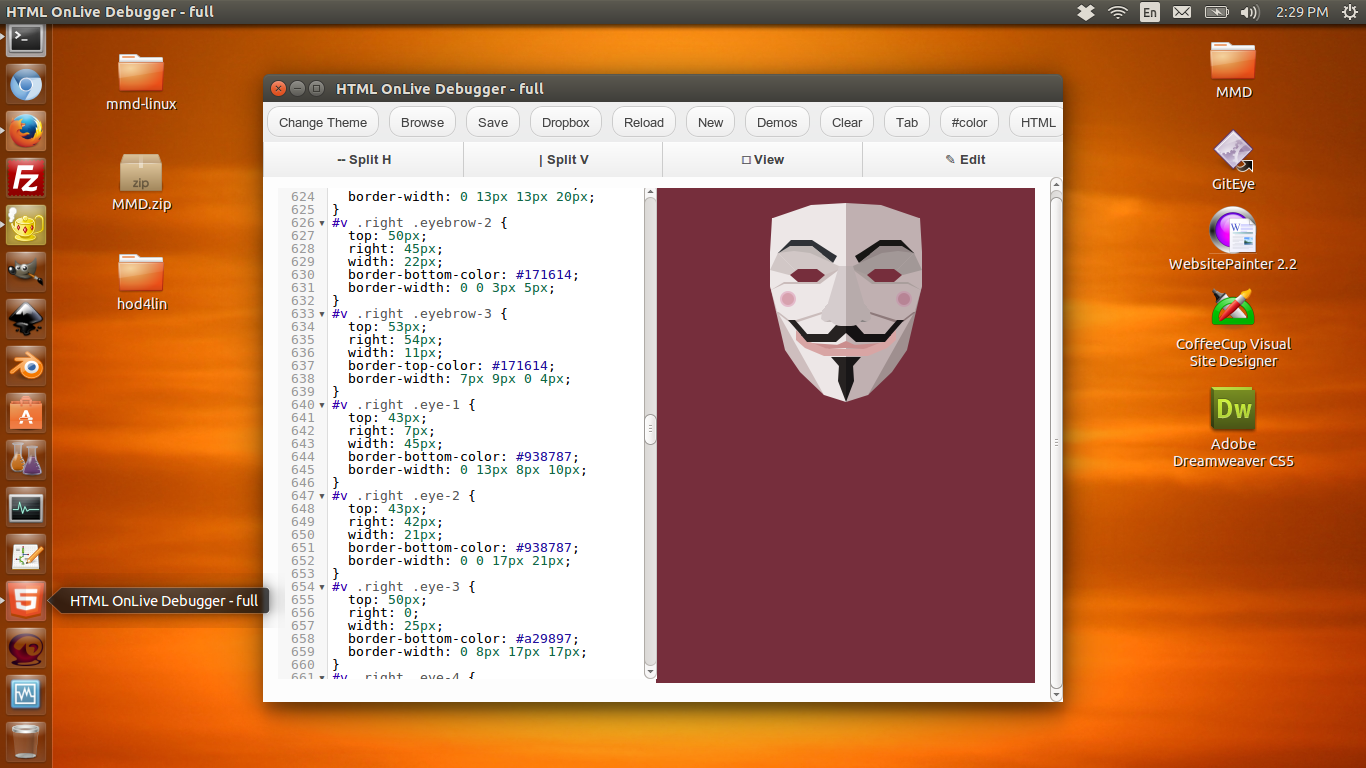 HTML OnLive Debugger - full
En
2:29 PM
mmd-linux
zip
MMD.zip
hod4lin
Fz
HTML OnLive Debugger - full
HTML OnLive Debugger - full
Change Theme Browse Save Dropbox Reload New Demos Clear Tab #color HTML
-- Split H | Split V □ View ✎ Edit
624 border-width: 0 13px 13px 20px;
625 }
626 #v .right .eyebrow-2 {
627 top: 50px;
628 right: 45px;
629 width: 22px;
630 border-bottom-color: #171614;
631 border-width: 0 0 3px 5px;
632 }
633 #v .right .eyebrow-3 {
634 top: 53px;
635 right: 54px;
636 width: 11px;
637 border-top-color: #171614;
638 border-width: 7px 9px 0 4px;
639 }
640 #v .right .eye-1 {
641 top: 43px;
642 right: 7px;
643 width: 45px;
644 border-bottom-color: #938787;
645 border-width: 0 13px 8px 10px;
646 }
647 #v .right .eye-2 {
648 top: 43px;
649 right: 42px;
650 width: 21px;
651 border-bottom-color: #938787;
652 border-width: 0 0 17px 21px;
653 }
654 #v .right .eye-3 {
655 top: 50px;
656 right: 0;
657 width: 25px;
658 border-bottom-color: #a29897;
659 border-width: 0 8px 17px 17px;
660 }
661 #v .right .eye-4 {
MMD
GitEye
W
WebsitePainter 2.2
CoffeeCup Visual
Site Designer
Dw
Adobe
Dreamweaver CS5